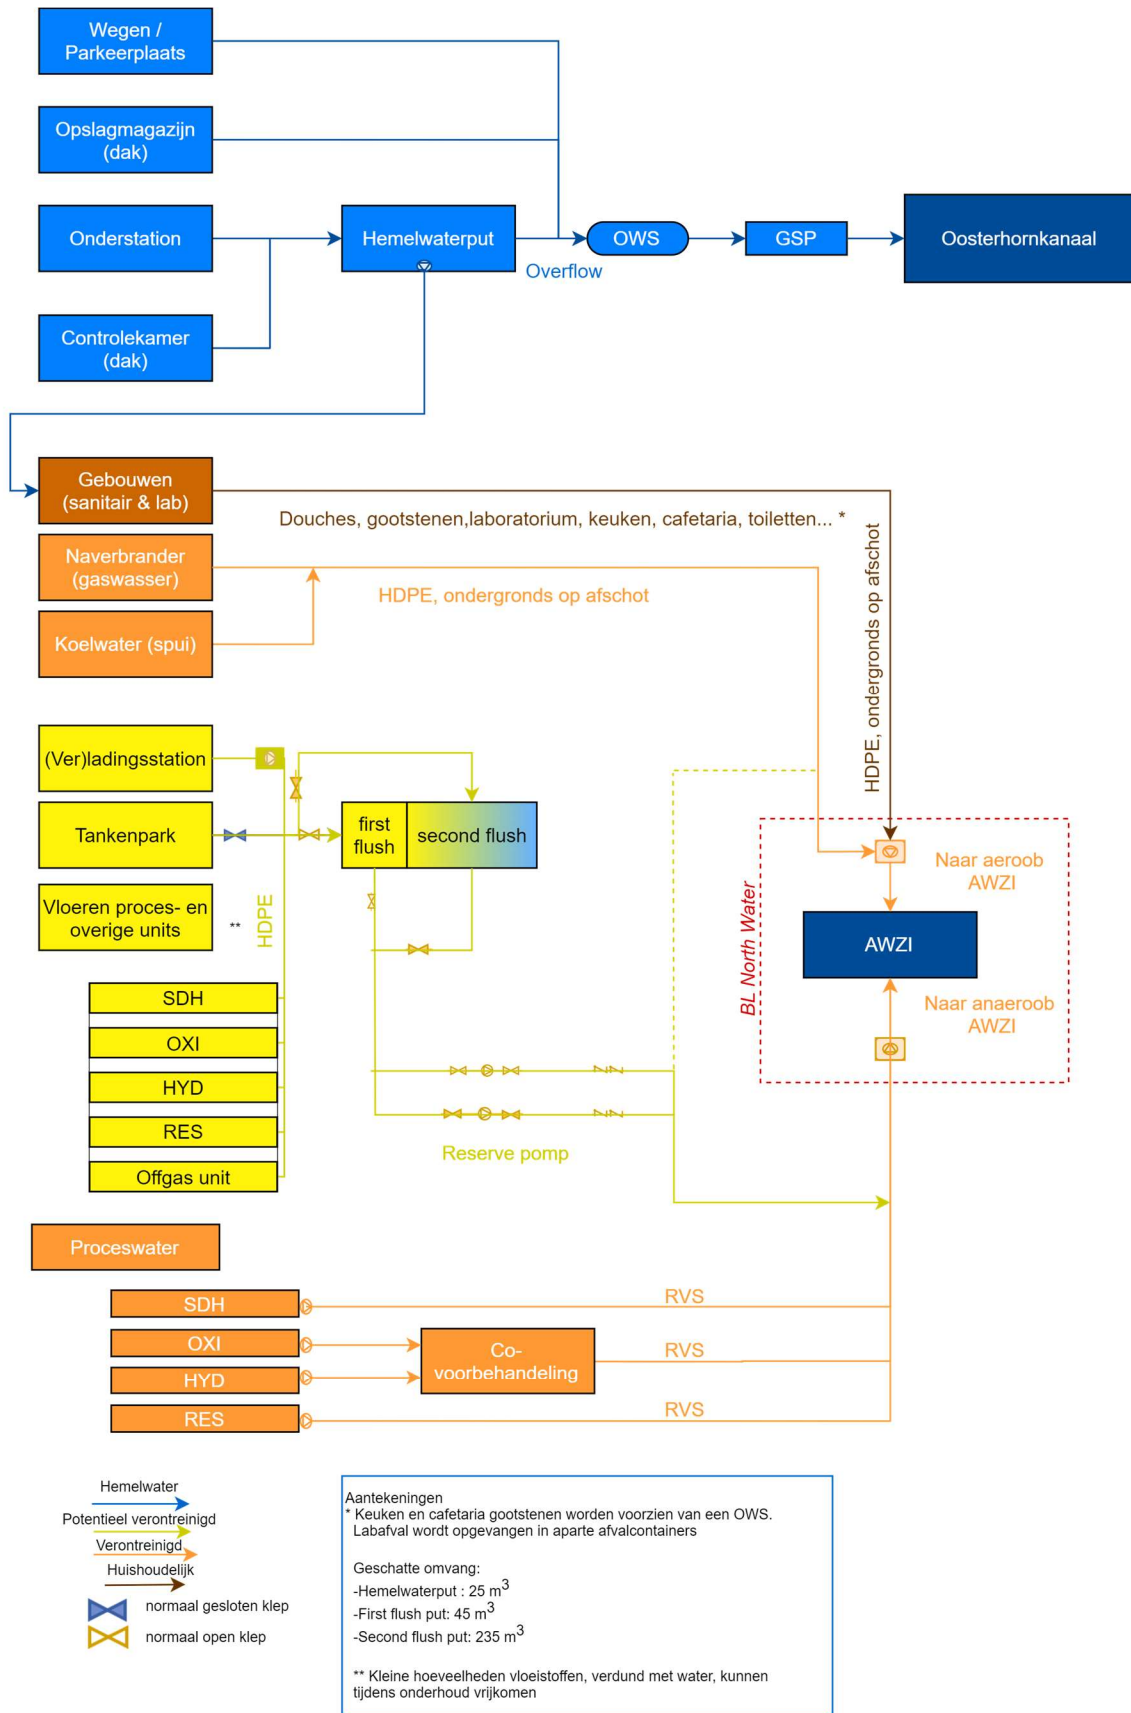 Wegen /
Parkeerplaats
Opslagmagazijn
(dak)
Onderstation
Hemelwaterput
Overflow
OWS
GSP
Oosterhornkanaal
Controlekamer
(dak)
Gebouwen
(sanitair & lab)
Douches, gootstenen,laboratorium, keuken, cafetaria, toiletten... *
Naverbrander
(gaswasser)
HDPE, ondergronds op afschot
HDPE, ondergronds op afschot
Koelwater (spui)
(Ver)ladingsstation
Tankenpark
first
flush
second flush
Vloeren proces- en
overige units
**
HDPE
BL North Water
Naar aeroob
AWZI
AWZI
Naar anaeroob
AWZI
SDH
OXI
HYD
RES
Offgas unit
Reserve pomp
Proceswater
SDH
RVS
OXI
HYD
Co-
voorbehandeling
RVS
RES
RVS
Hemelwater
Potentieel verontreinigd
Verontreinigd
Huishoudelijk
normaal gesloten klep
normaal open klep
Aantekeningen
* Keuken en cafetaria gootstenen worden voorzien van een OWS.
Labafval wordt opgevangen in aparte afvalcontainers
Geschatte omvang:
-Hemelwaterput : 25 m³
-First flush put: 45 m³
-Second flush put: 235 m³
** Kleine hoeveelheden vloeistoffen, verdund met water, kunnen
tijdens onderhoud vrijkomen